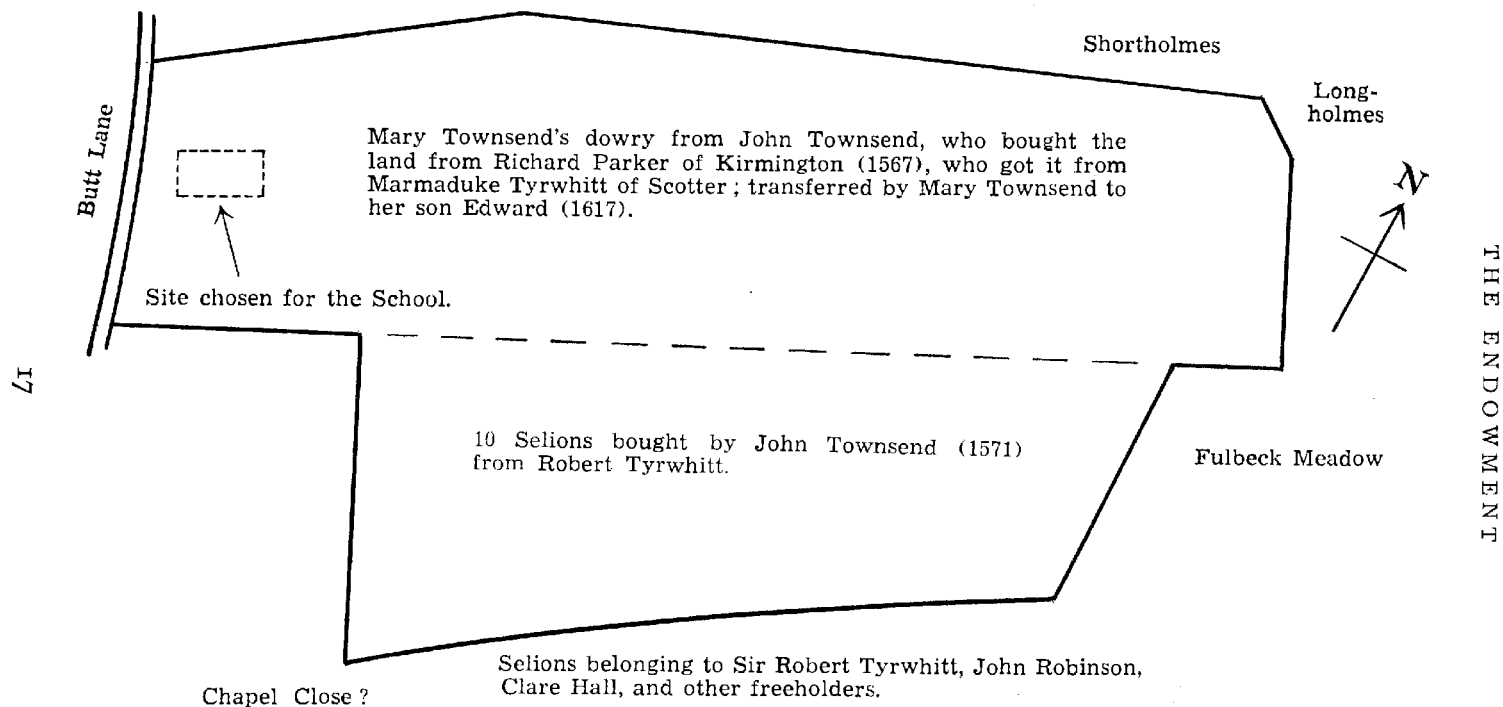 Shortholmes
Long-
holmes
Butt Lane
Mary Townsend's dowry from John Townsend, who bought the
land from Richard Parker of Kirmington (1567), who got it from
Marmaduke Tyrwhitt of Scotter; transferred by Mary Townsend to
her son Edward (1617).
N
Site chosen for the School.
10 Selions bought by John Townsend (1571)
from Robert Tyrwhitt.
Fulbeck Meadow
Selions belonging to Sir Robert Tyrwhitt, John Robinson,
Clare Hall, and other freeholders.
Chapel Close?
THE ENDOWMENT
17